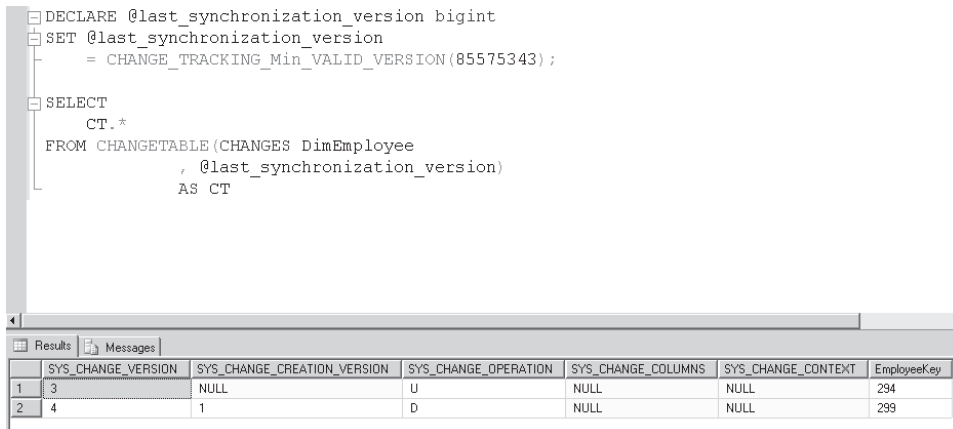 DECLARE @last_synchronization_version bigint
SET @last_synchronization_version
= CHANGE_TRACKING_Min_VALID_VERSION(85575343);
SELECT
CT.*
FROM CHANGETABLE(CHANGES DimEmployee
, @last_synchronization_version)
AS CT
Results Messages
SYS_CHANGE_VERSION SYS_CHANGE_CREATION_VERSION SYS_CHANGE_OPERATION SYS_CHANGE_COLUMNS SYS_CHANGE_CONTEXT EmployeeKey
1 3 NULL U NULL NULL 294
2 4 1 D NULL NULL 299